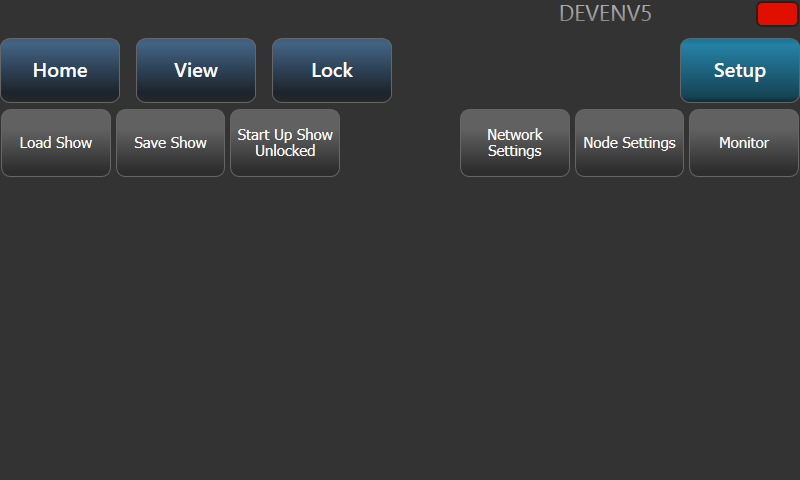 DEVENV5
Home
View
Lock
Setup
Load Show
Save Show
Start Up Show
Unlocked
Network
Settings
Node Settings
Monitor